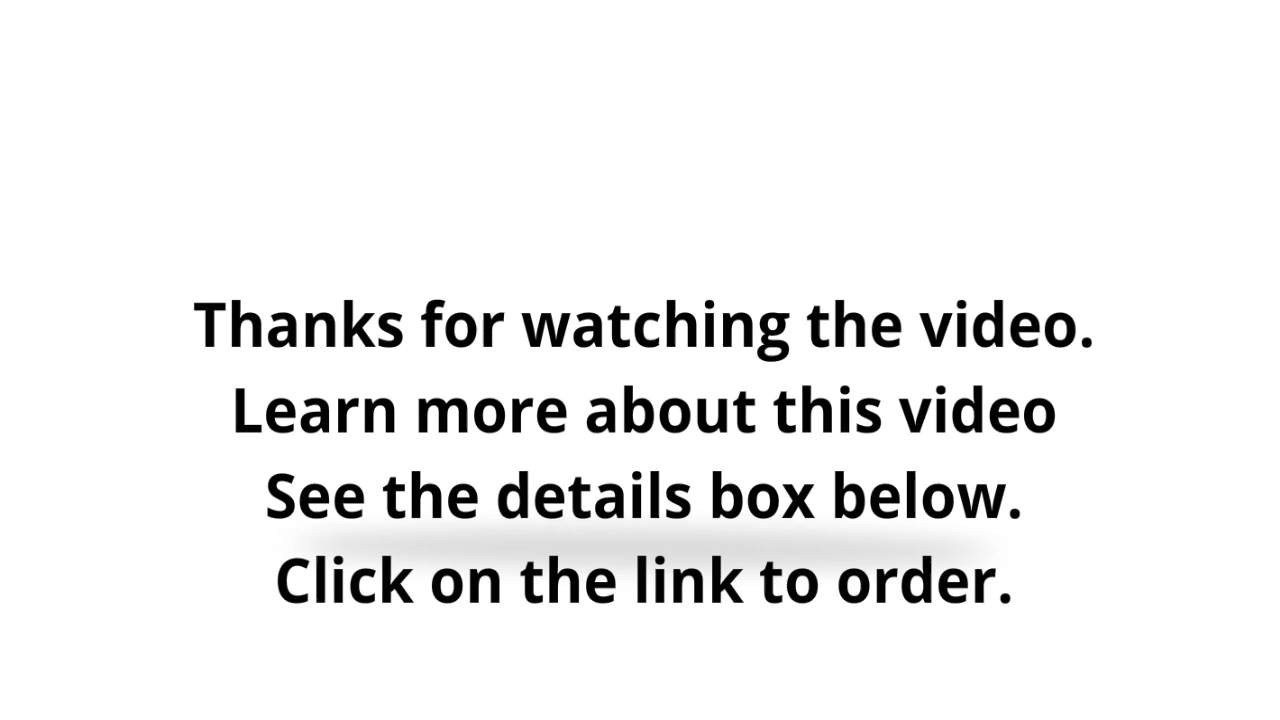 Thanks for watching the video.
Learn more about this video
See the details box below.
Click on the link to order.